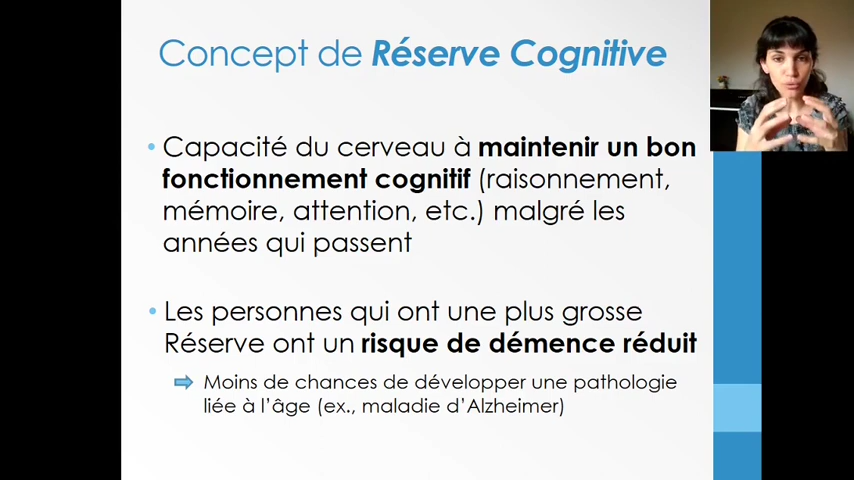 Concept de Réserve Cognitive
• Capacité du cerveau à maintenir un bon
fonctionnement cognitif (raisonnement,
mémoire, attention, etc.) malgré les
années qui passent
• Les personnes qui ont une plus grosse
Réserve ont un risque de démence réduit
Moins de chances de développer une pathologie
liée à l’âge (ex., maladie d’Alzheimer)